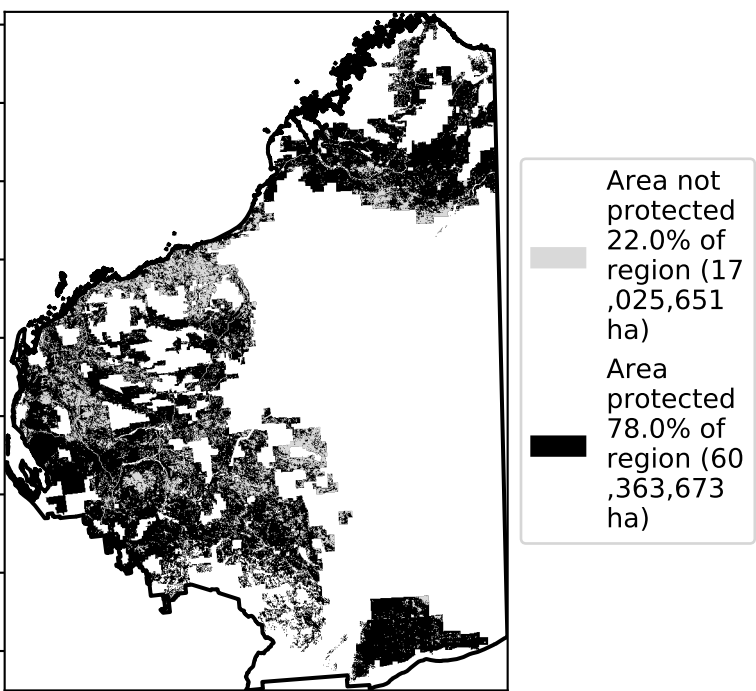 Area not
protected
22.0% of
region (17
,025,651
ha)
Area
protected
78.0% of
region (60
,363,673
ha)